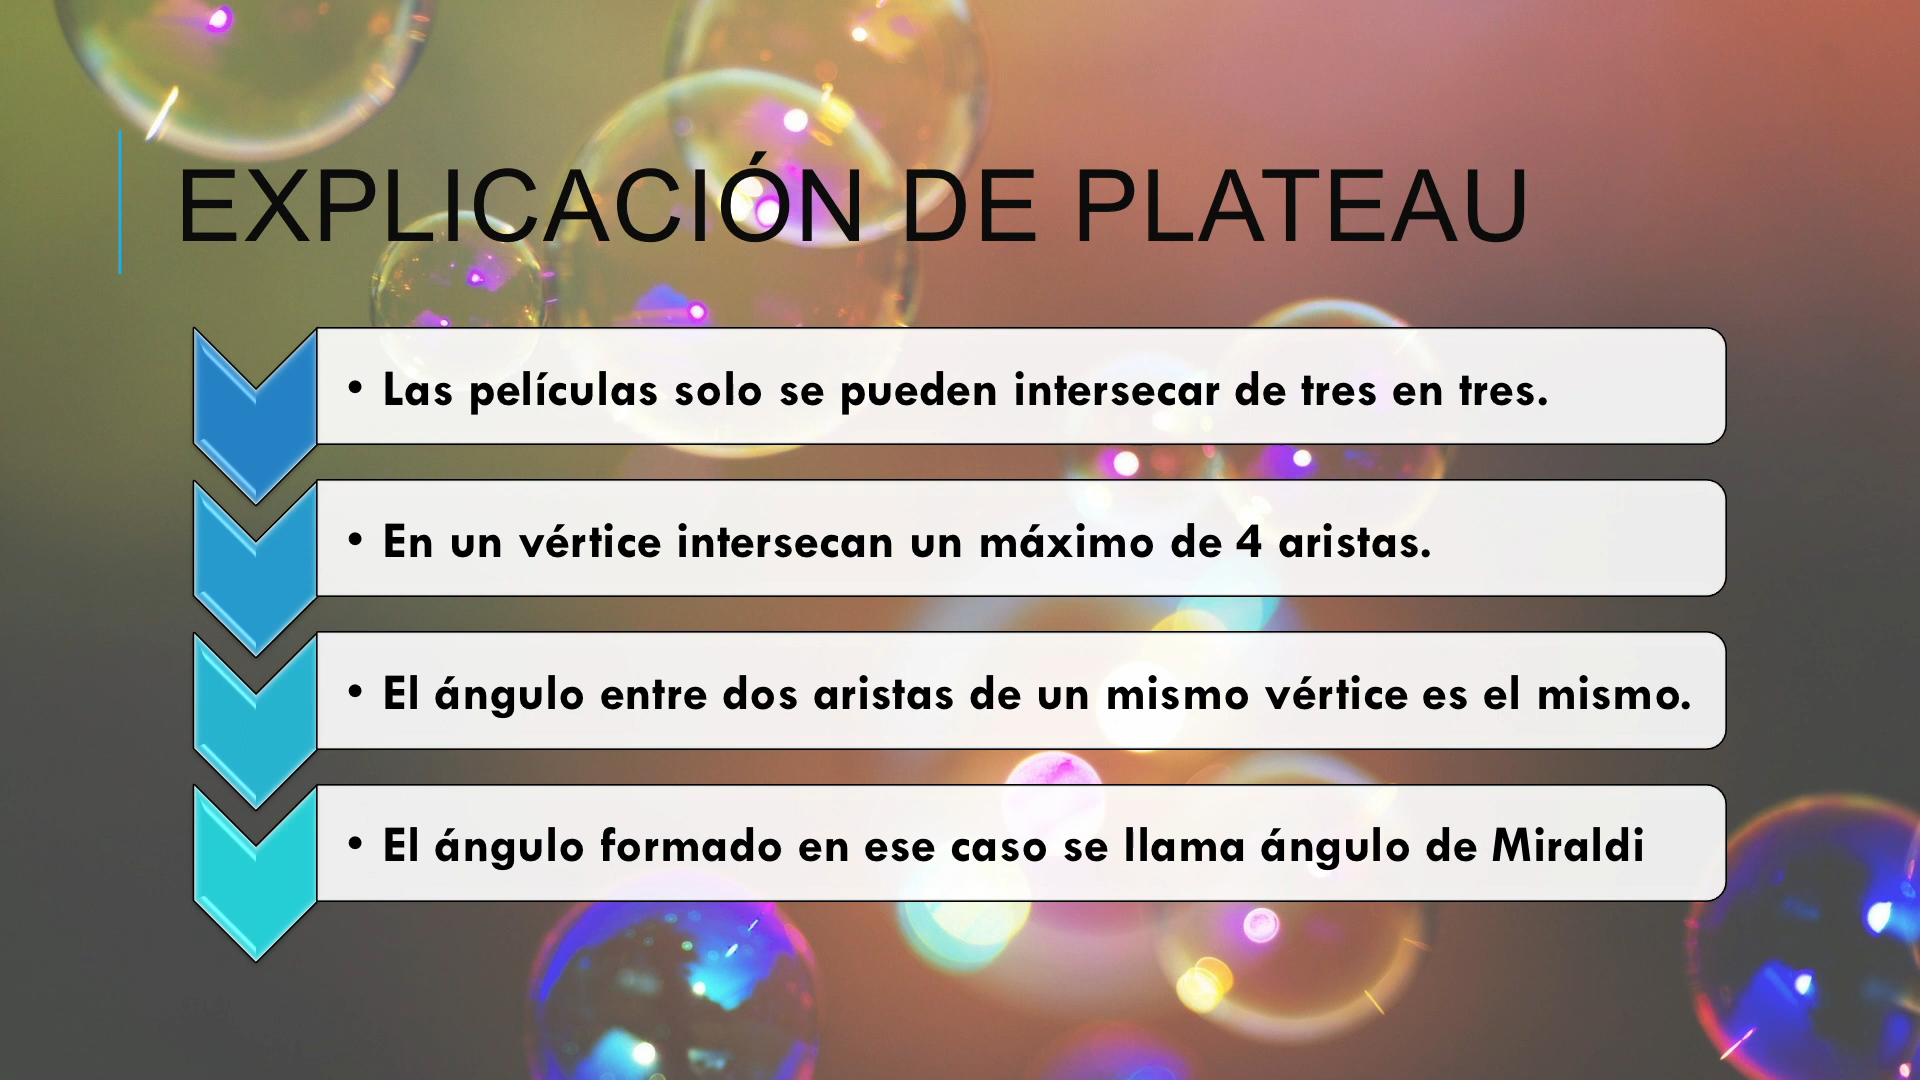 EXPLICACIÓN DE PLATEAU
• Las películas solo se pueden intersecar de tres en tres.
• En un vértice intersecan un máximo de 4 aristas.
• El ángulo entre dos aristas de un mismo vértice es el mismo.
• El ángulo formado en ese caso se llama ángulo de Miraldi